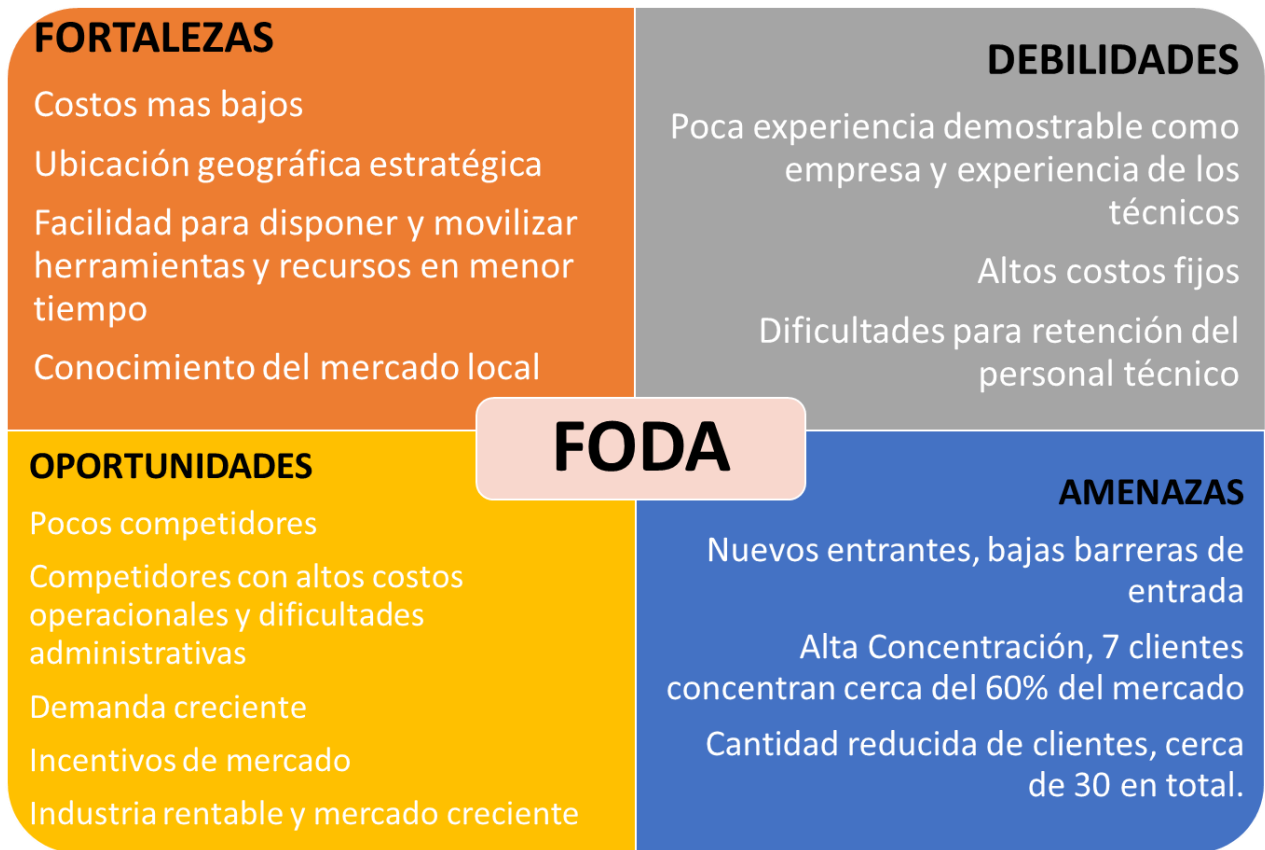 FORTALEZAS
Costos mas bajos
Ubicación geográfica estratégica
Facilidad para disponer y movilizar
herramientas y recursos en menor
tiempo
Conocimiento del mercado local
DEBILIDADES
Poca experiencia demostrable como
empresa y experiencia de los
técnicos
Altos costos fijos
Dificultades para retención del
personal técnico
FODA
OPORTUNIDADES
Pocos competidores
Competidores con altos costos
operacionales y dificultades
administrativas
Demanda creciente
Incentivos de mercado
Industria rentable y mercado creciente
AMENAZAS
Nuevos entrantes, bajas barreras de
entrada
Alta Concentración, 7 clientes
concentran cerca del 60% del mercado
Cantidad reducida de clientes, cerca
de 30 en total.